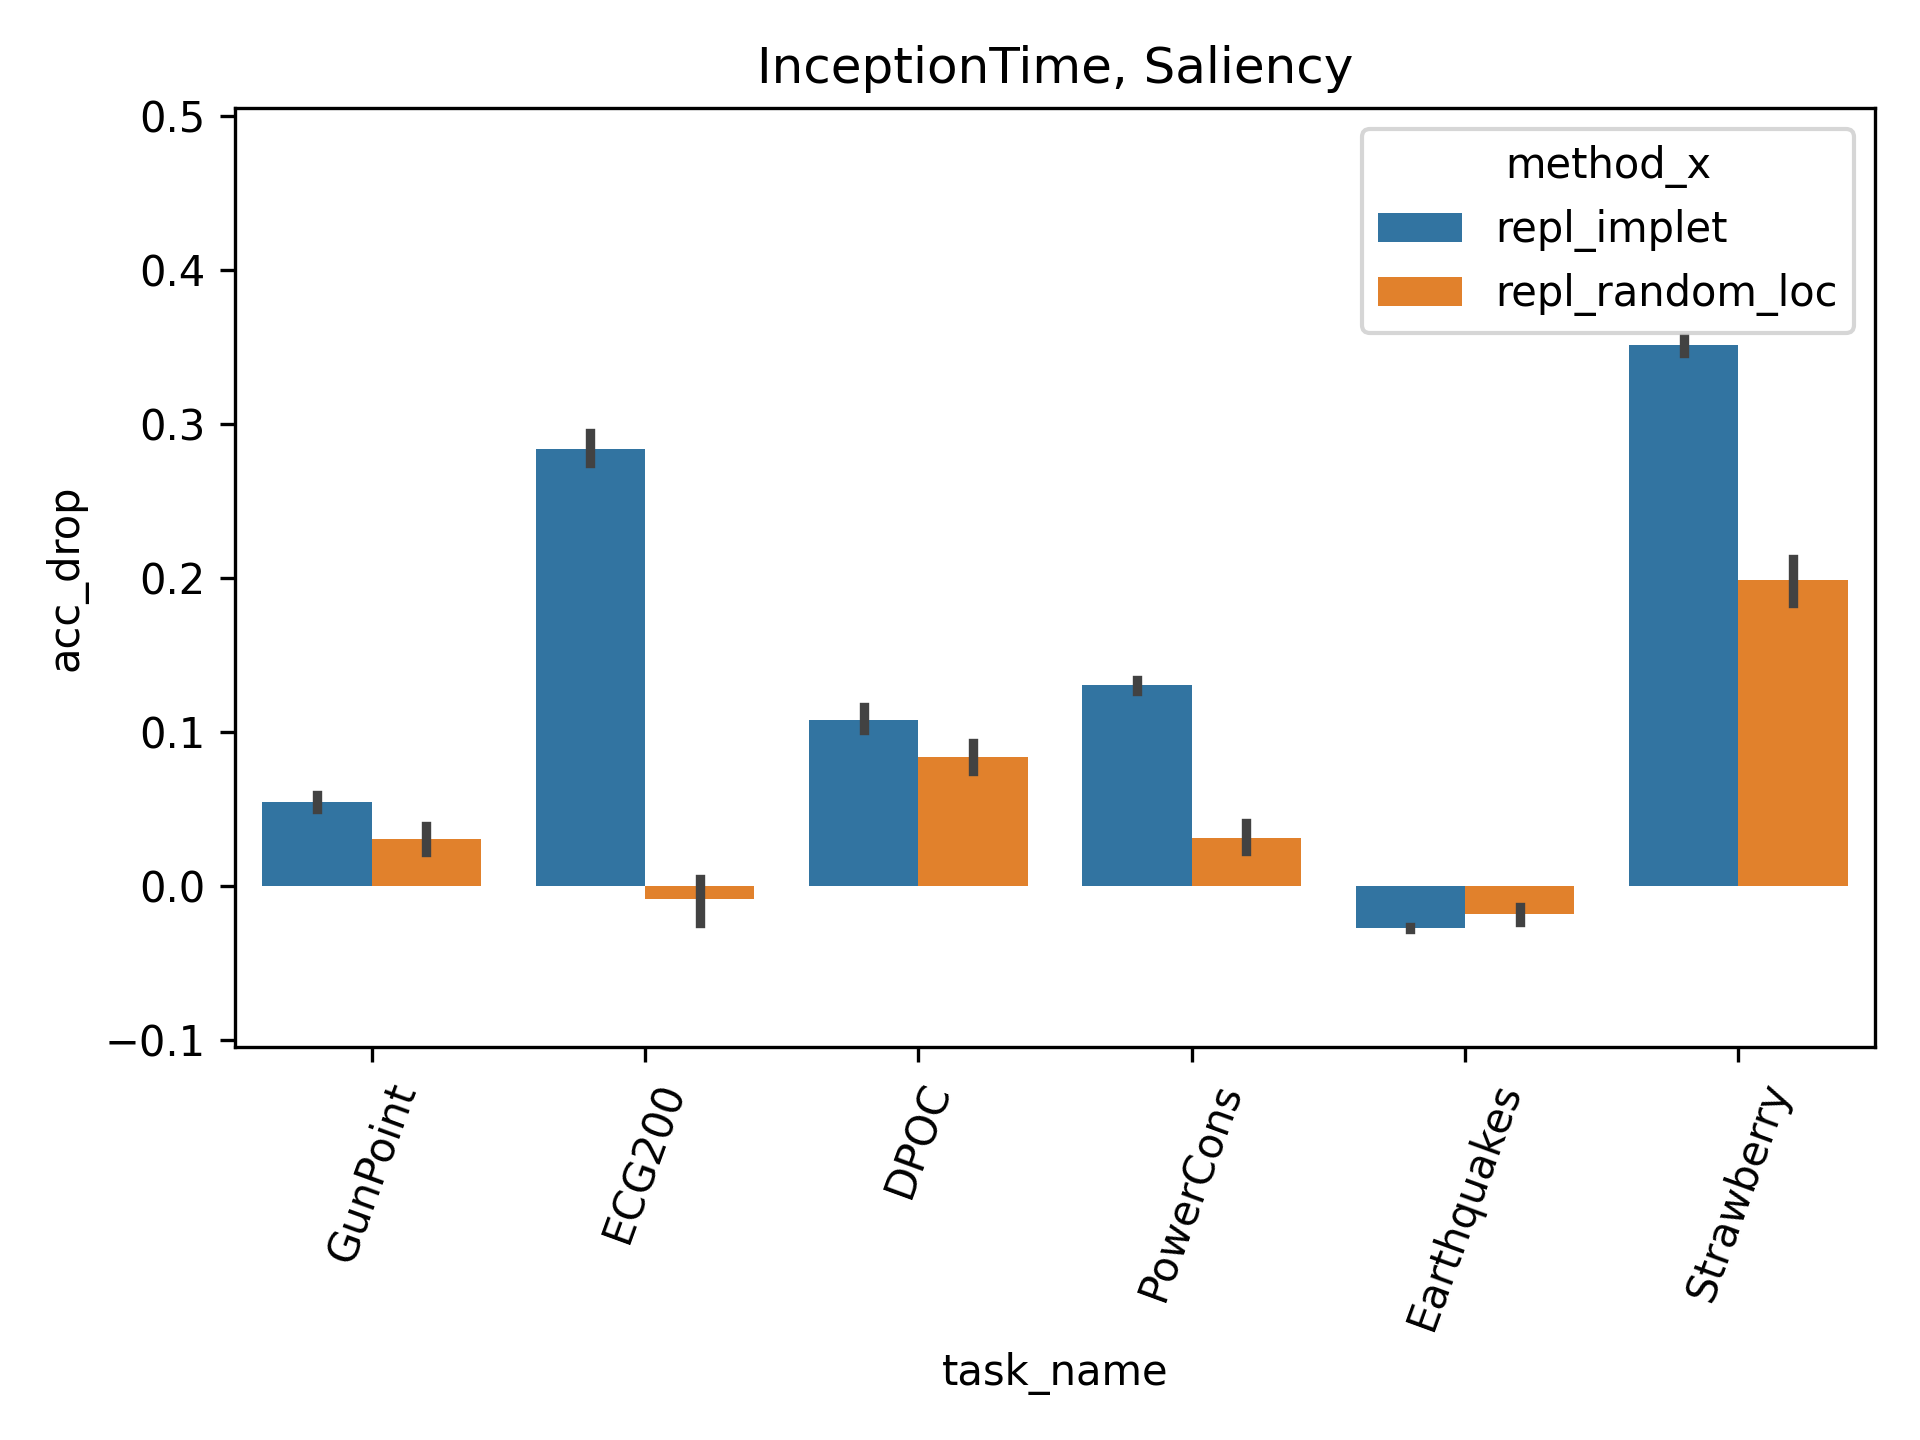 InceptionTime, Saliency
0.5
0.4
0.3
0.2
0.1
0.0
−0.1
acc_drop
method_x
repl_implet
repl_random_loc
GunPoint
ECG200
DPOC
PowerCons
Earthquakes
Strawberry
task_name